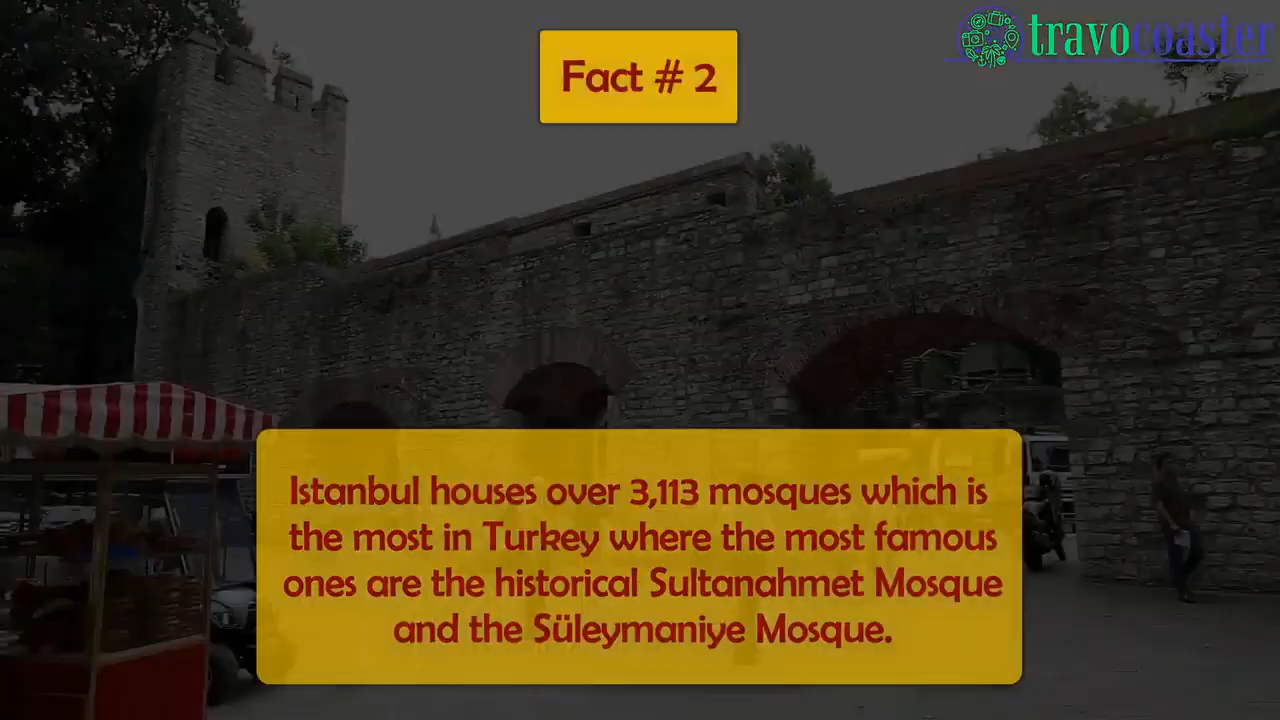 travocoaster
Fact # 2
Istanbul houses over 3,113 mosques which is
the most in Turkey where the most famous
ones are the historical Sultanahmet Mosque
and the Süleymaniye Mosque.